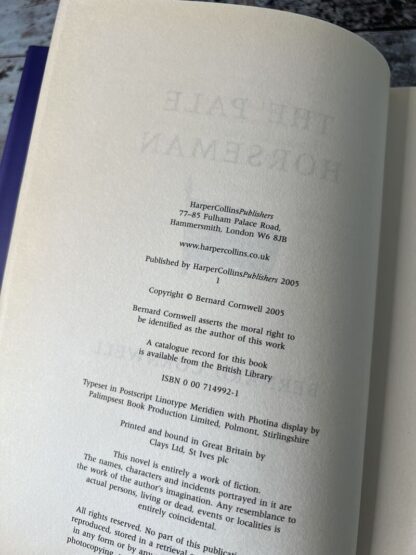 HarperCollinsPublishers
77–85 Fulham Palace Road,
Hammersmith, London W6 8JB
www.harpercollins.co.uk
Published by HarperCollinsPublishers 2005
1
Copyright © Bernard Cornwell 2005
Bernard Cornwell asserts the moral right to
be identified as the author of this work
A catalogue record for this book
is available from the British Library
ISBN 0 00 714992-1
Typeset in Postscript Linotype Meridien with Photina display by
Palimpsest Book Production Limited, Polmont, Stirlingshire
Printed and bound in Great Britain by
Clays Ltd, St Ives plc
This novel is entirely a work of fiction.
The names, characters and incidents portrayed in it are
the work of the author's imagination. Any resemblance to
actual persons, living or dead, events or localities is
entirely coincidental.
All rights reserved. No part of this publicati
reproduced, stored in a retrieval
in any form or by any
photocopying